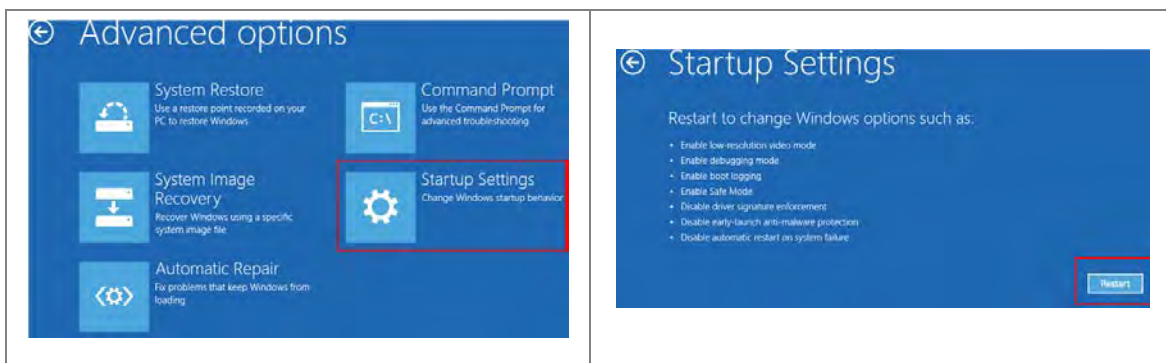 Advanced options
System Restore
Use a restore point recorded on your
PC to restore Windows
Command Prompt
Use the Command Prompt for
advanced troubleshooting
C:\
System Image
Recovery
Recover Windows using a specific
system image file
Startup Settings
Change Windows startup behavior
Automatic Repair
Fix problems that keep Windows from
loading
Startup Settings
Restart to change Windows options such as:
• Enable low-resolution video mode
• Enable debugging mode
• Enable boot logging
• Enable Safe Mode
• Disable driver signature enforcement
• Disable early-launch anti-malware protection
• Disable automatic restart on system failure
Restart